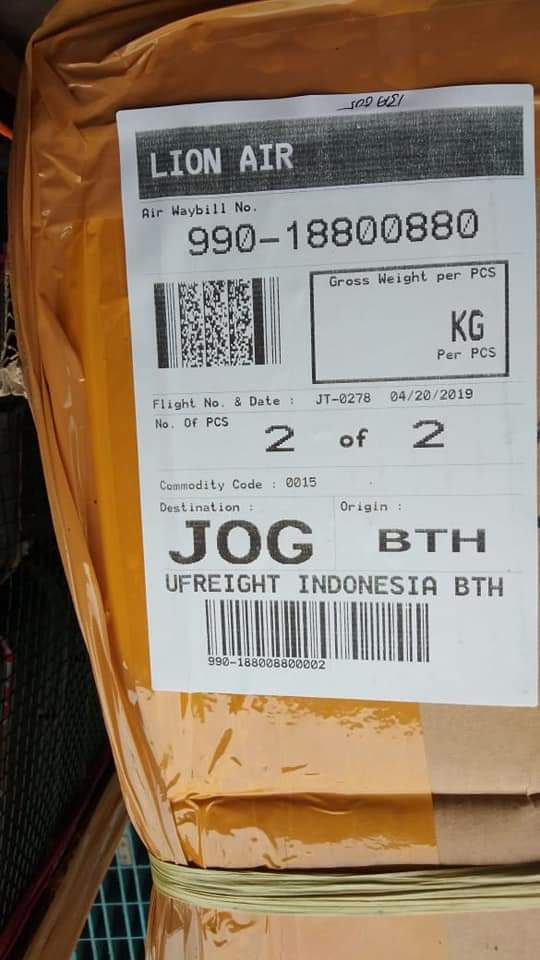 LION AIR
Air Waybill No.
990-18800880
Gross Weight per PCS
KG
Per PCS
Flight No. & Date : JT-0278 04/20/2019
No. Of PCS 2 of 2
Commodity Code : 0015
Destination : Origin :
JOG BTH
UFREIGHT INDONESIA BTH
990-188008800002